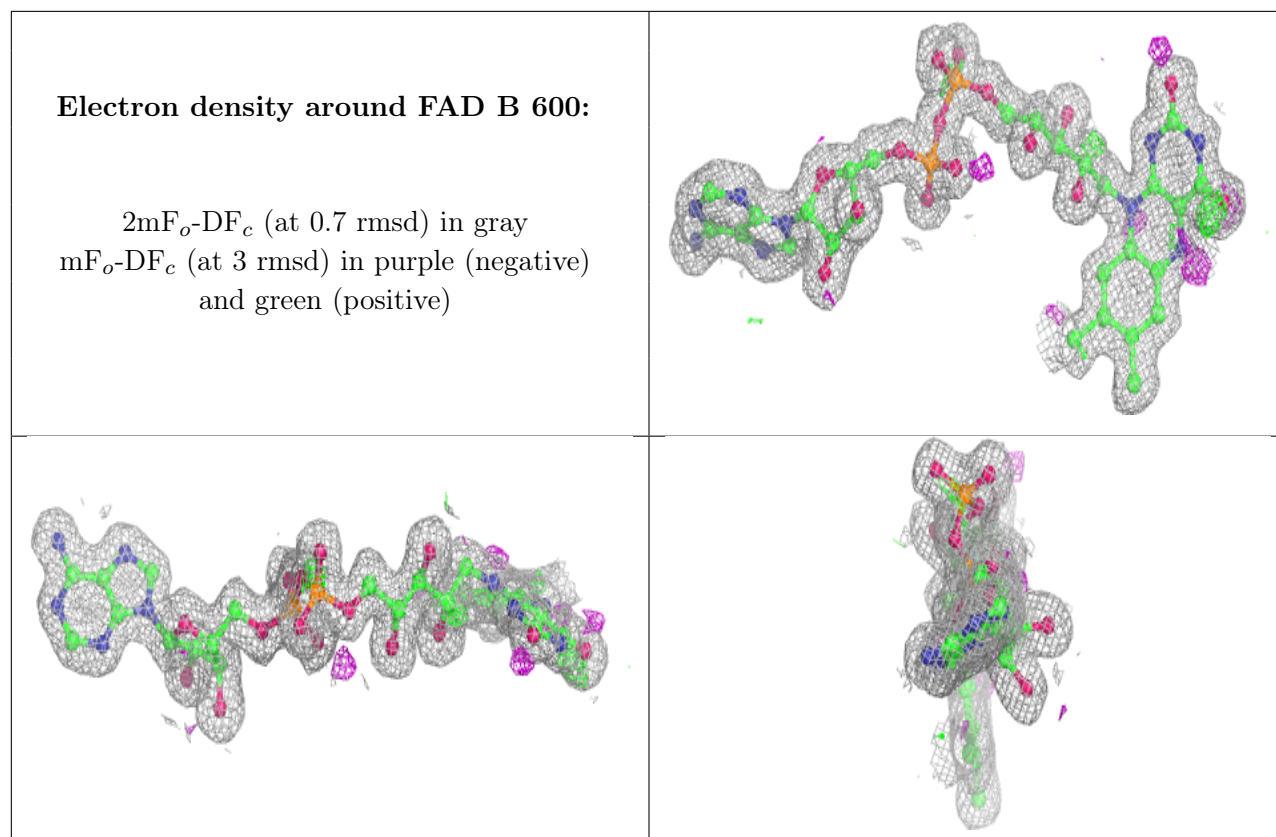 Electron density around FAD B 600:
2mFo-DFc (at 0.7 rmsd) in gray
mFo-DFc (at 3 rmsd) in purple (negative)
and green (positive)